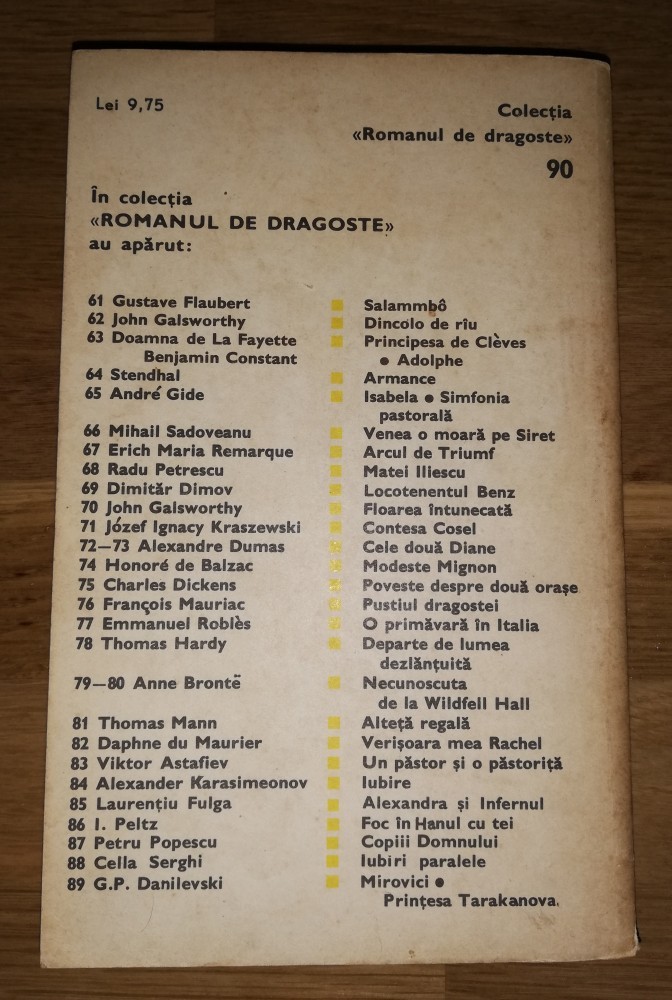 Lei 9,75
Colecția
«Romanul de dragoste»
90
În colecția
«ROMANUL DE DRAGOSTE»
au apărut:
61 Gustave Flaubert ■ Salammbô
62 John Galsworthy ■ Dincolo de rîu
63 Doamna de La Fayette ■ Principesa de Clèves
Benjamin Constant ● Adolphe
64 Stendhal ■ Armance
65 André Gide ■ Isabela ● Simfonia
pastorală
66 Mihail Sadoveanu ■ Venea o moară pe Siret
67 Erich Maria Remarque ■ Arcul de Triumf
68 Radu Petrescu ■ Matei Iliescu
69 Dimităr Dimov ■ Locotenentul Benz
70 John Galsworthy ■ Floarea întunecată
71 Józef Ignacy Kraszewski ■ Contesa Cosel
72—73 Alexandre Dumas ■ Cele două Diane
74 Honoré de Balzac ■ Modeste Mignon
75 Charles Dickens ■ Poveste despre două orașe
76 François Mauriac ■ Pustiul dragostei
77 Emmanuel Roblès ■ O primăvară în Italia
78 Thomas Hardy ■ Departe de lumea
dezlănțuită
79—80 Anne Brontë ■ Necunoscuta
de la Wildfell Hall
81 Thomas Mann ■ Alteță regală
82 Daphne du Maurier ■ Verișoara mea Rachel
83 Viktor Astafiev ■ Un păstor și o păstoriță
84 Alexander Karasimeonov ■ Iubire
85 Laurențiu Fulga ■ Alexandra și Infernul
86 I. Peltz ■ Foc în Hanul cu tei
87 Petru Popescu ■ Copiii Domnului
88 Cella Serghi ■ Iubiri paralele
89 G.P. Danilevski ■ Mirovici ●
Prințesa Tarakanova.